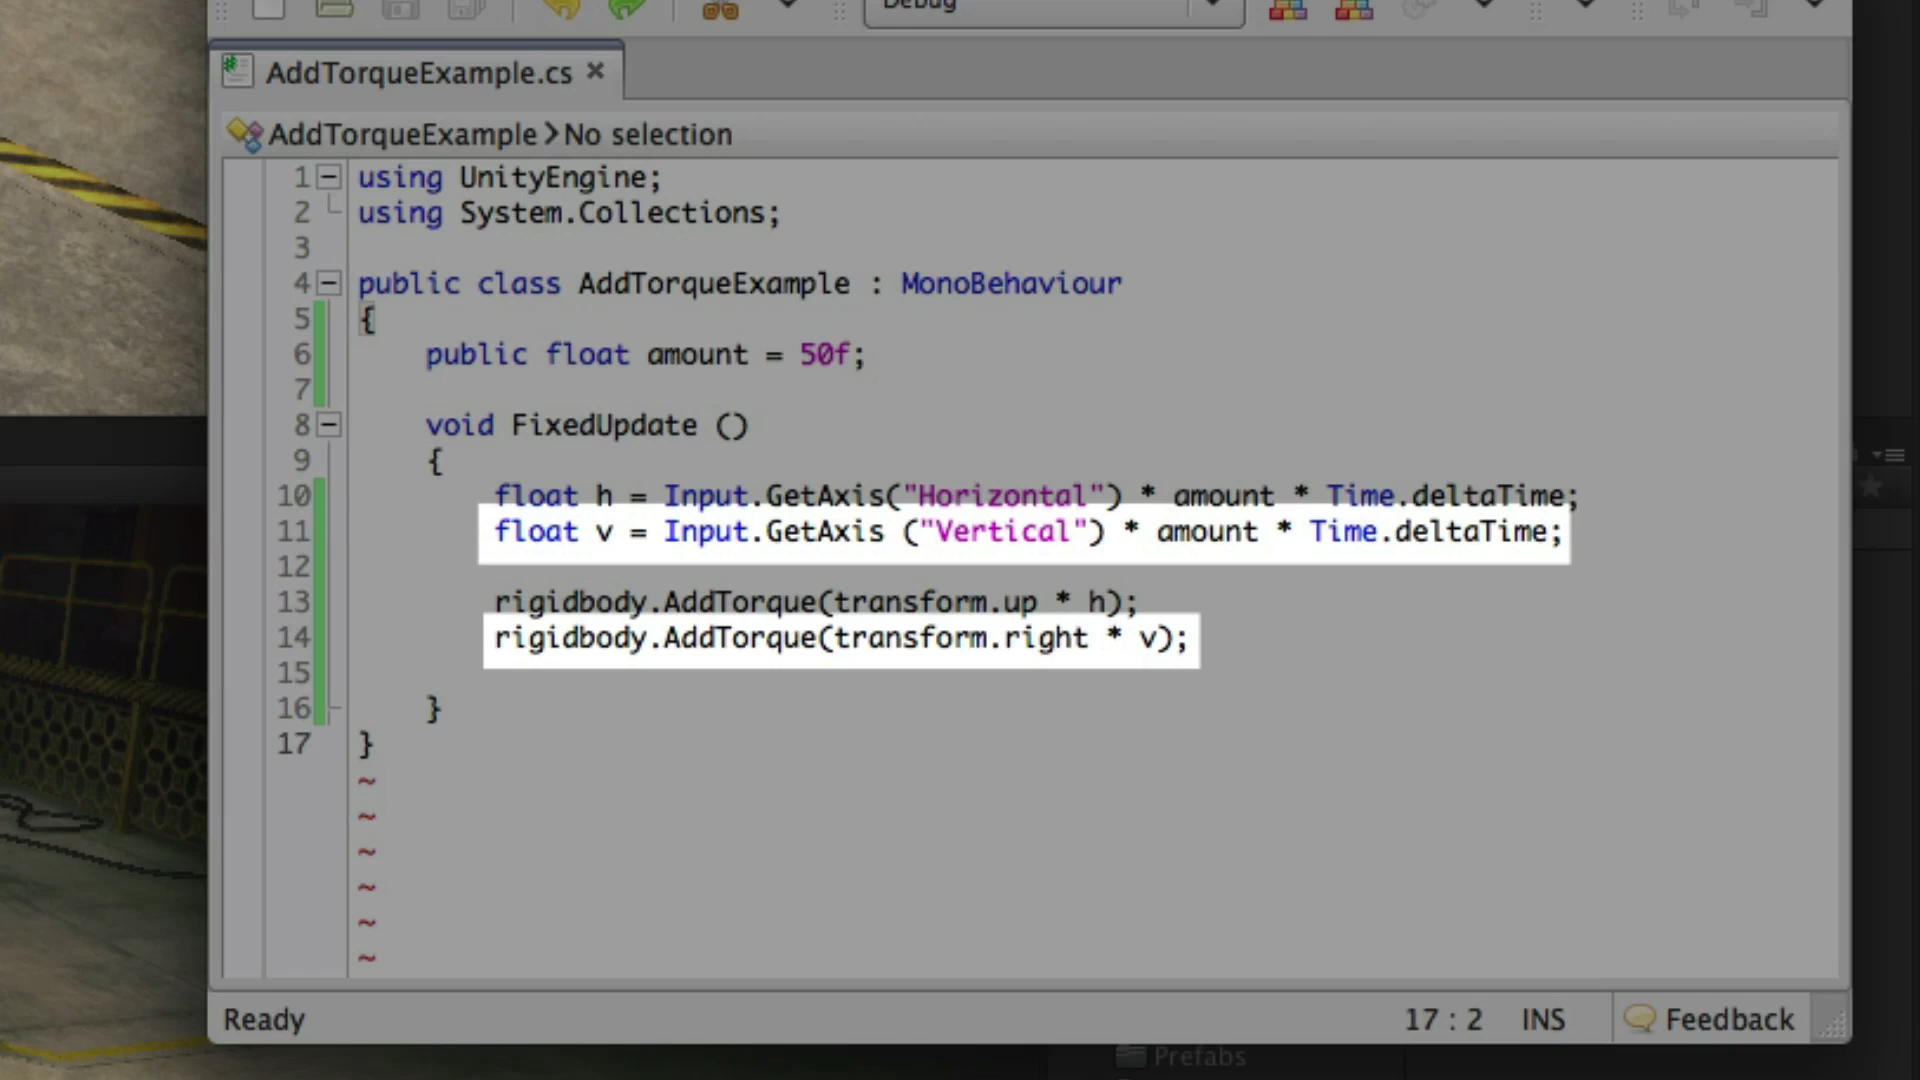 Debug
AddTorqueExample.cs
AddTorqueExample > No selection
1 using UnityEngine;
2 using System.Collections;
3
4 public class AddTorqueExample : MonoBehaviour
5 {
6 public float amount = 50f;
7
8 void FixedUpdate ()
9 {
10 float h = Input.GetAxis("Horizontal") * amount * Time.deltaTime;
11 float v = Input.GetAxis ("Vertical") * amount * Time.deltaTime;
12
13 rigidbody.AddTorque(transform.up * h);
14 rigidbody.AddTorque(transform.right * v);
15
16 }
17 }
~
~
~
~
~
~
Ready 17 : 2 INS Feedback
Prefabs